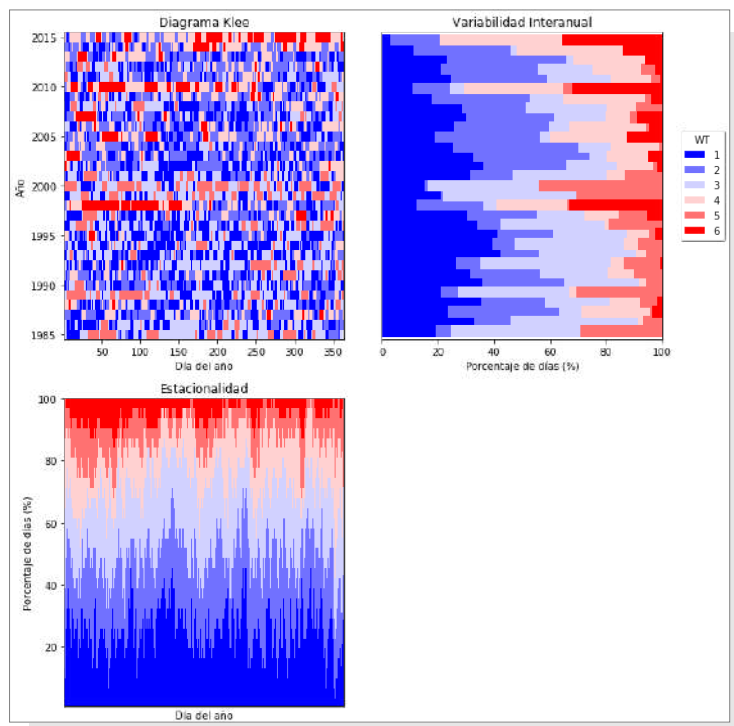 Diagrama Klee
2015
2010
2005
2000
1995
1990
1985
Año
50 100 150 200 250 300 350
Día del año
Variabilidad Interanual
0 20 40 60 80 100
Porcentaje de días (%)
WT
1
2
3
4
5
6
Estacionalidad
100
80
60
40
20
Porcentaje de días (%)
Día del año